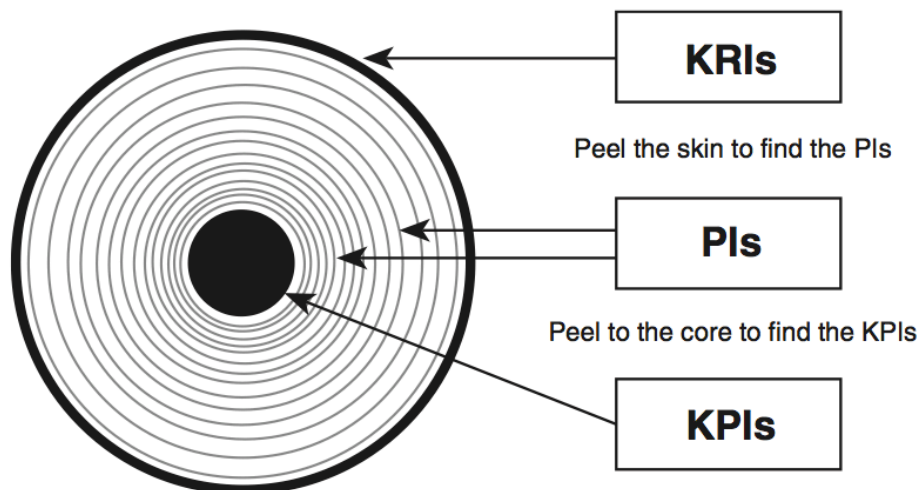 KRIs
Peel the skin to find the PIs
PIs
Peel to the core to find the KPIs
KPIs